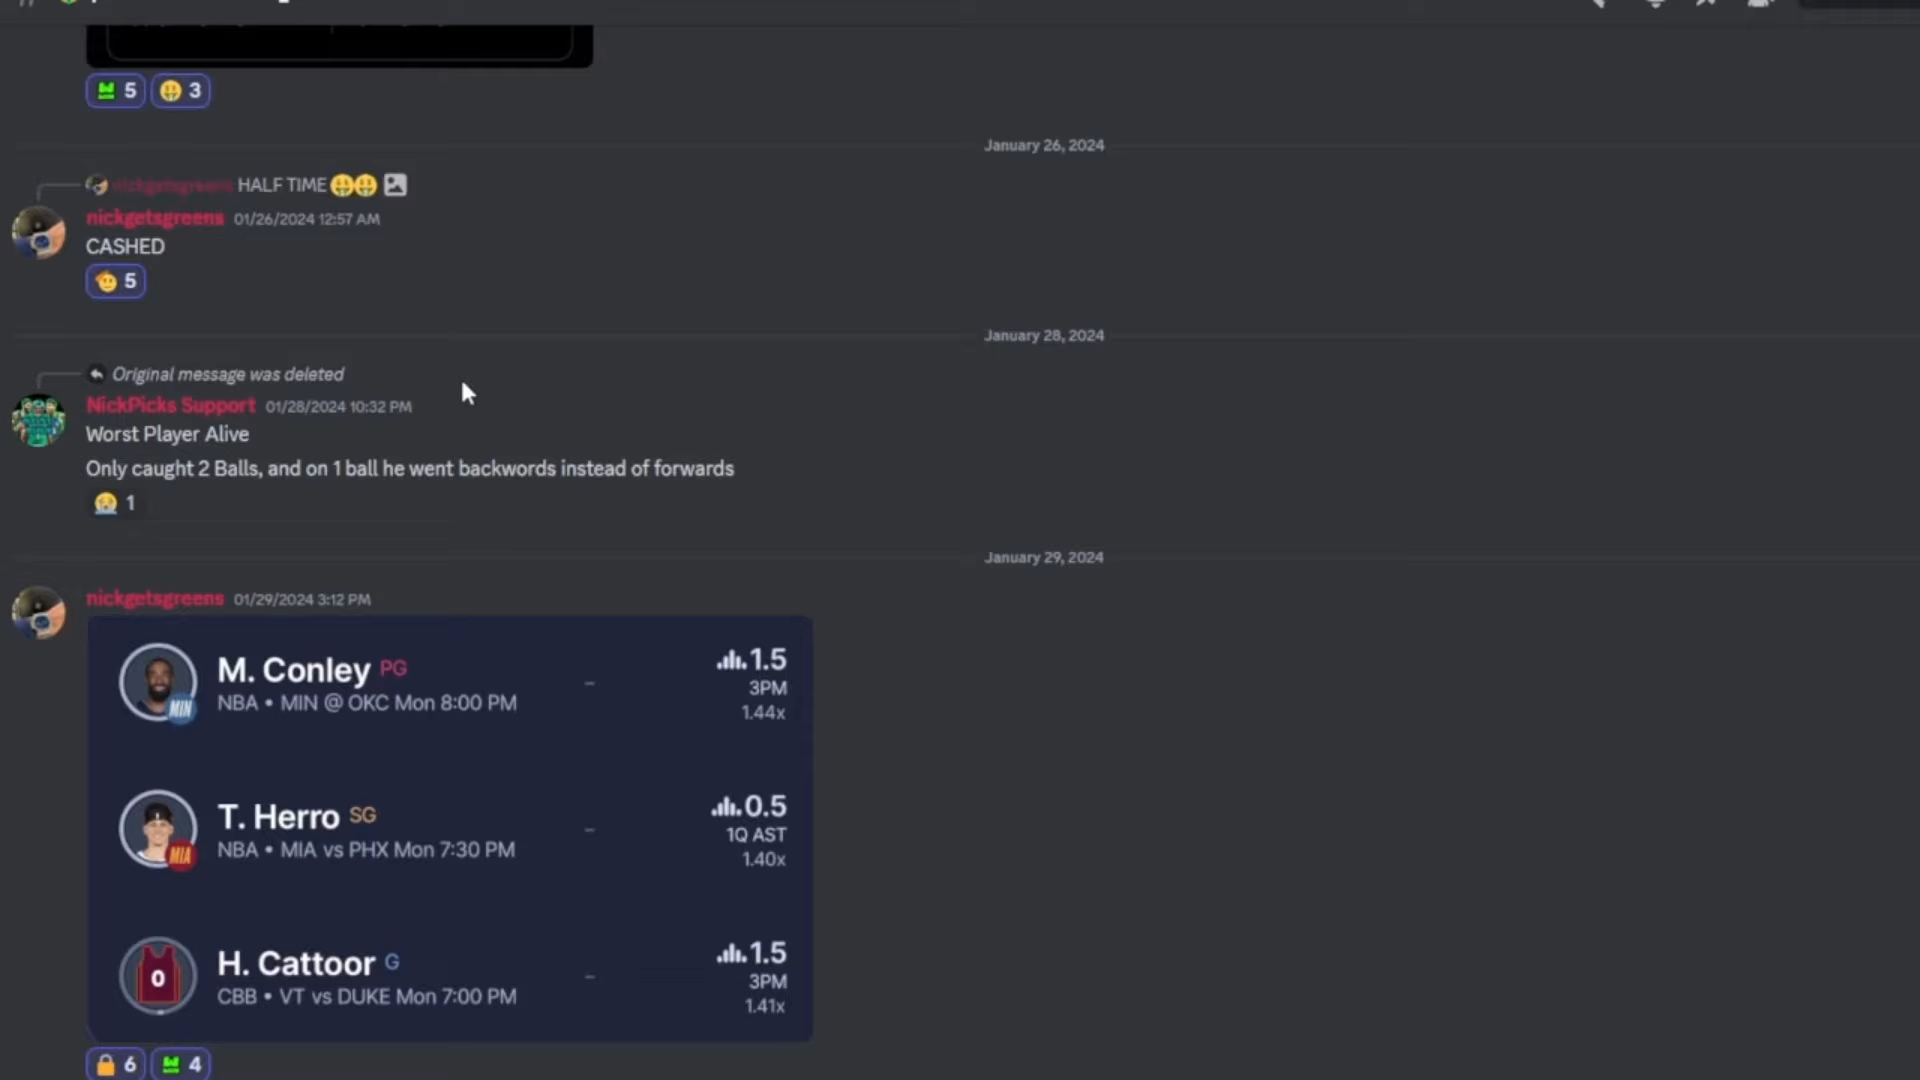 5 3
January 26, 2024
nickgetsgreens HALF TIME
nickgetsgreens 01/26/2024 12:57 AM
CASHED
5
January 28, 2024
Original message was deleted
NickPicks Support 01/28/2024 10:32 PM
Worst Player Alive
Only caught 2 Balls, and on 1 ball he went backwords instead of forwards
1
January 29, 2024
nickgetsgreens 01/29/2024 3:12 PM
M. Conley PG
NBA • MIN @ OKC Mon 8:00 PM
MIN
-
1.5
3PM
1.44x
T. Herro SG
NBA • MIA vs PHX Mon 7:30 PM
MIA
-
0.5
1Q AST
1.40x
H. Cattoor G
CBB • VT vs DUKE Mon 7:00 PM
0
-
1.5
3PM
1.41x
6 4